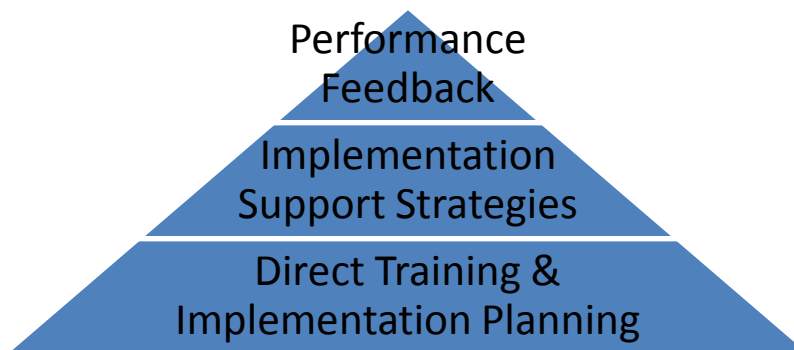 Performance
Feedback
Implementation
Support Strategies
Direct Training &
Implementation Planning